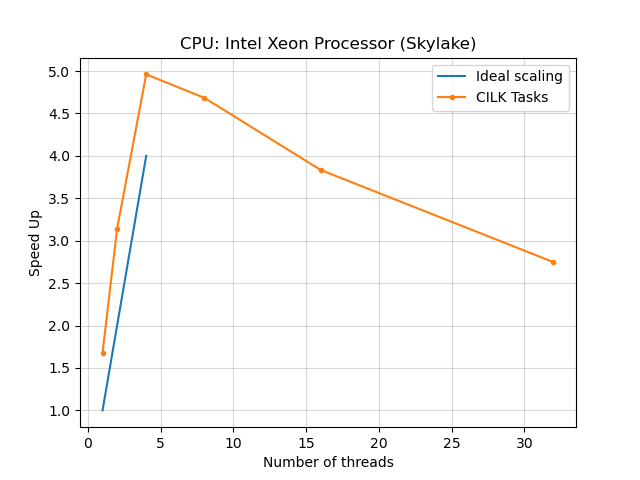 CPU: Intel Xeon Processor (Skylake)
Ideal scaling
CILK Tasks
Speed Up
5.0
4.5
4.0
3.5
3.0
2.5
2.0
1.5
1.0
0 5 10 15 20 25 30
Number of threads